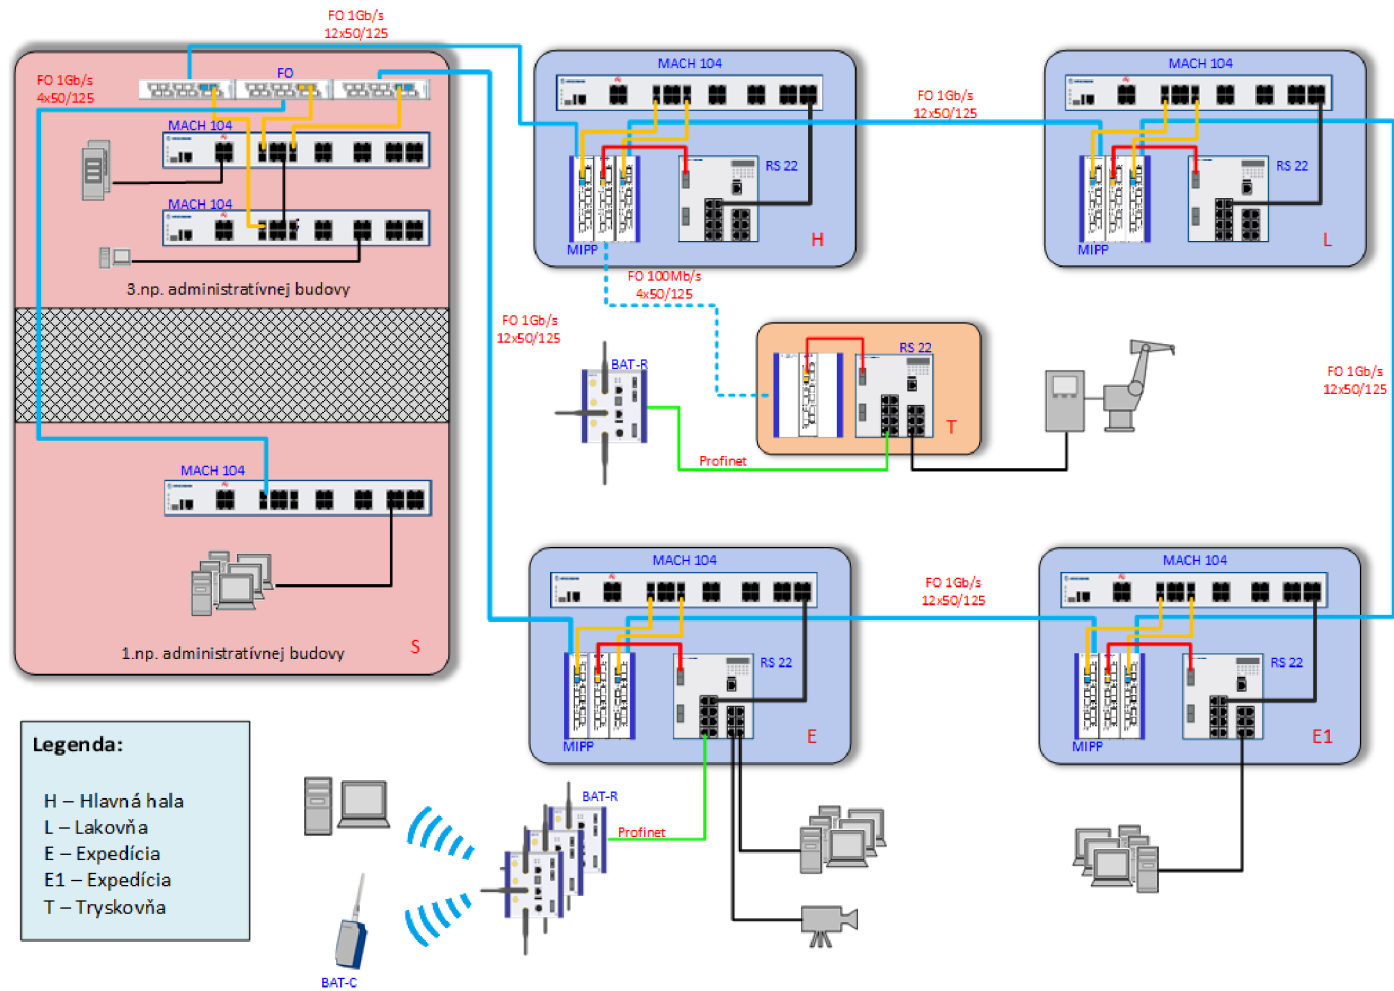 FO 1Gb/s
12x50/125
FO 1Gb/s
4x50/125
FO
MACH 104
MACH 104
3.np. administratívnej budovy
MACH 104
1.np. administratívnej budovy
S
MACH 104
RS 22
MIPP
H
FO 1Gb/s
12x50/125
MACH 104
RS 22
MIPP
L
FO 100Mb/s
4x50/125
FO 1Gb/s
12x50/125
BAT-R
Profinet
RS 22
T
FO 1Gb/s
12x50/125
MACH 104
RS 22
MIPP
E
FO 1Gb/s
12x50/125
MACH 104
RS 22
MIPP
E1
Legenda:
H – Hlavná hala
L – Lakovňa
E – Expedícia
E1 – Expedícia
T – Tryskovňa
BAT-R
Profinet
BAT-C